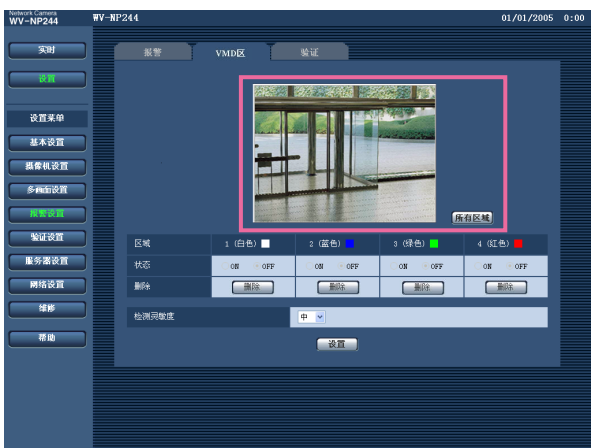 Network Camera
WV-NP244
WV-NP244 01/01/2005 0:00
实时
设置
设置菜单
基本设置
摄像机设置
多画面设置
报警设置
验证设置
服务器设置
网络设置
维修
帮助
报警 VMD区 验证
所有区域
区域 1 (白色) 2 (蓝色) 3 (绿色) 4 (红色)
状态 ON OFF ON OFF ON OFF ON OFF
删除 删除 删除 删除 删除
检测灵敏度 中
设置